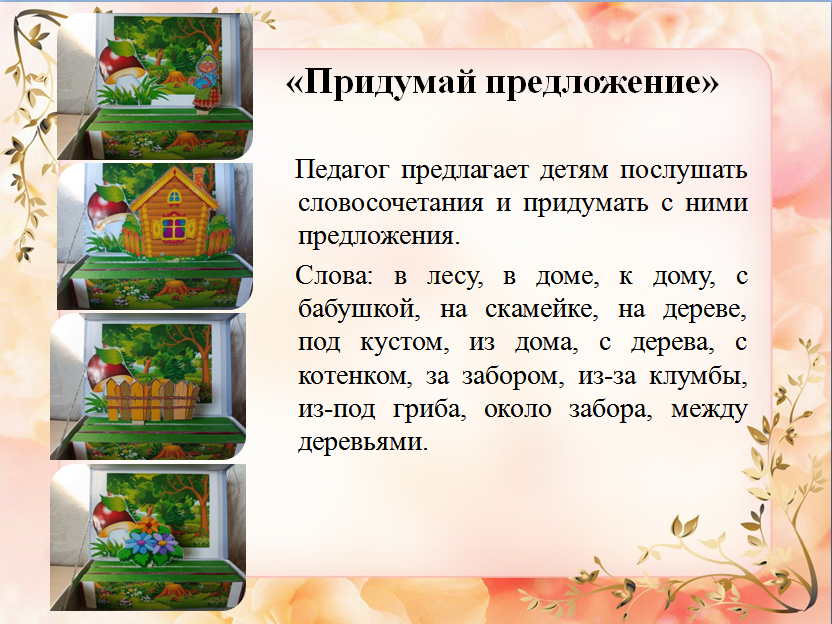 «Придумай предложение»
Педагог предлагает детям послушать
словосочетания и придумать с ними
предложения.
Слова: в лесу, в доме, к дому, с
бабушкой, на скамейке, на дереве,
под кустом, из дома, с дерева, с
котенком, за забором, из-за клумбы,
из-под гриба, около забора, между
деревьями.